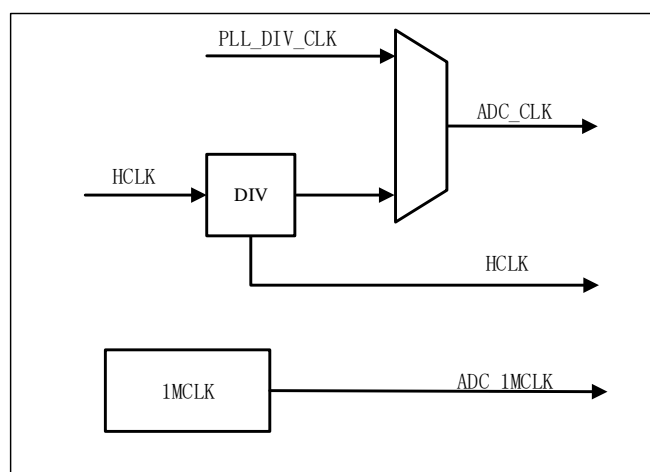 PLL_DIV_CLK
ADC_CLK
HCLK
DIV
HCLK
1MCLK
ADC_1MCLK